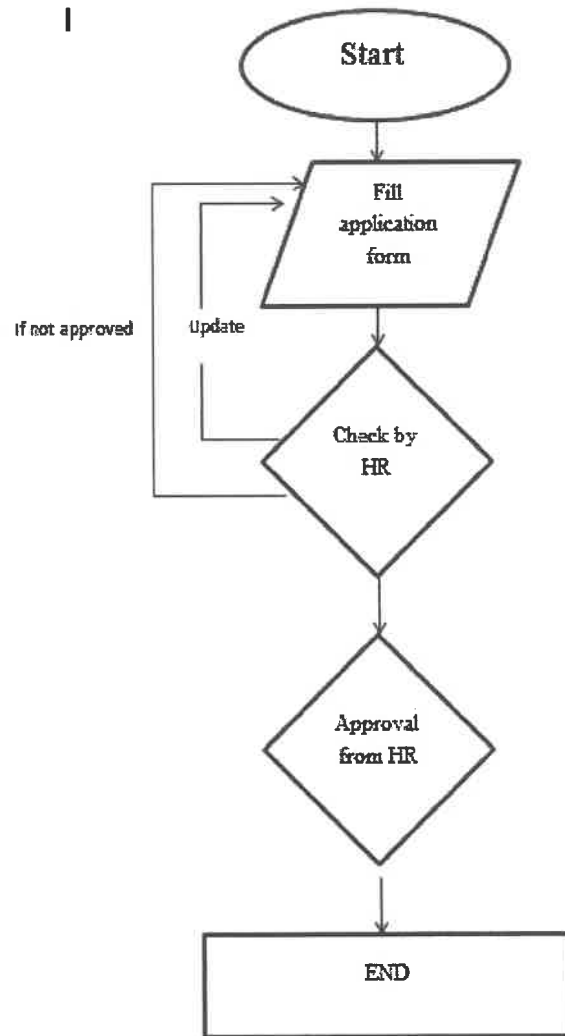 Start
Fill
application
form
If not approved
Update
Check by
HR
Approval
from HR
END